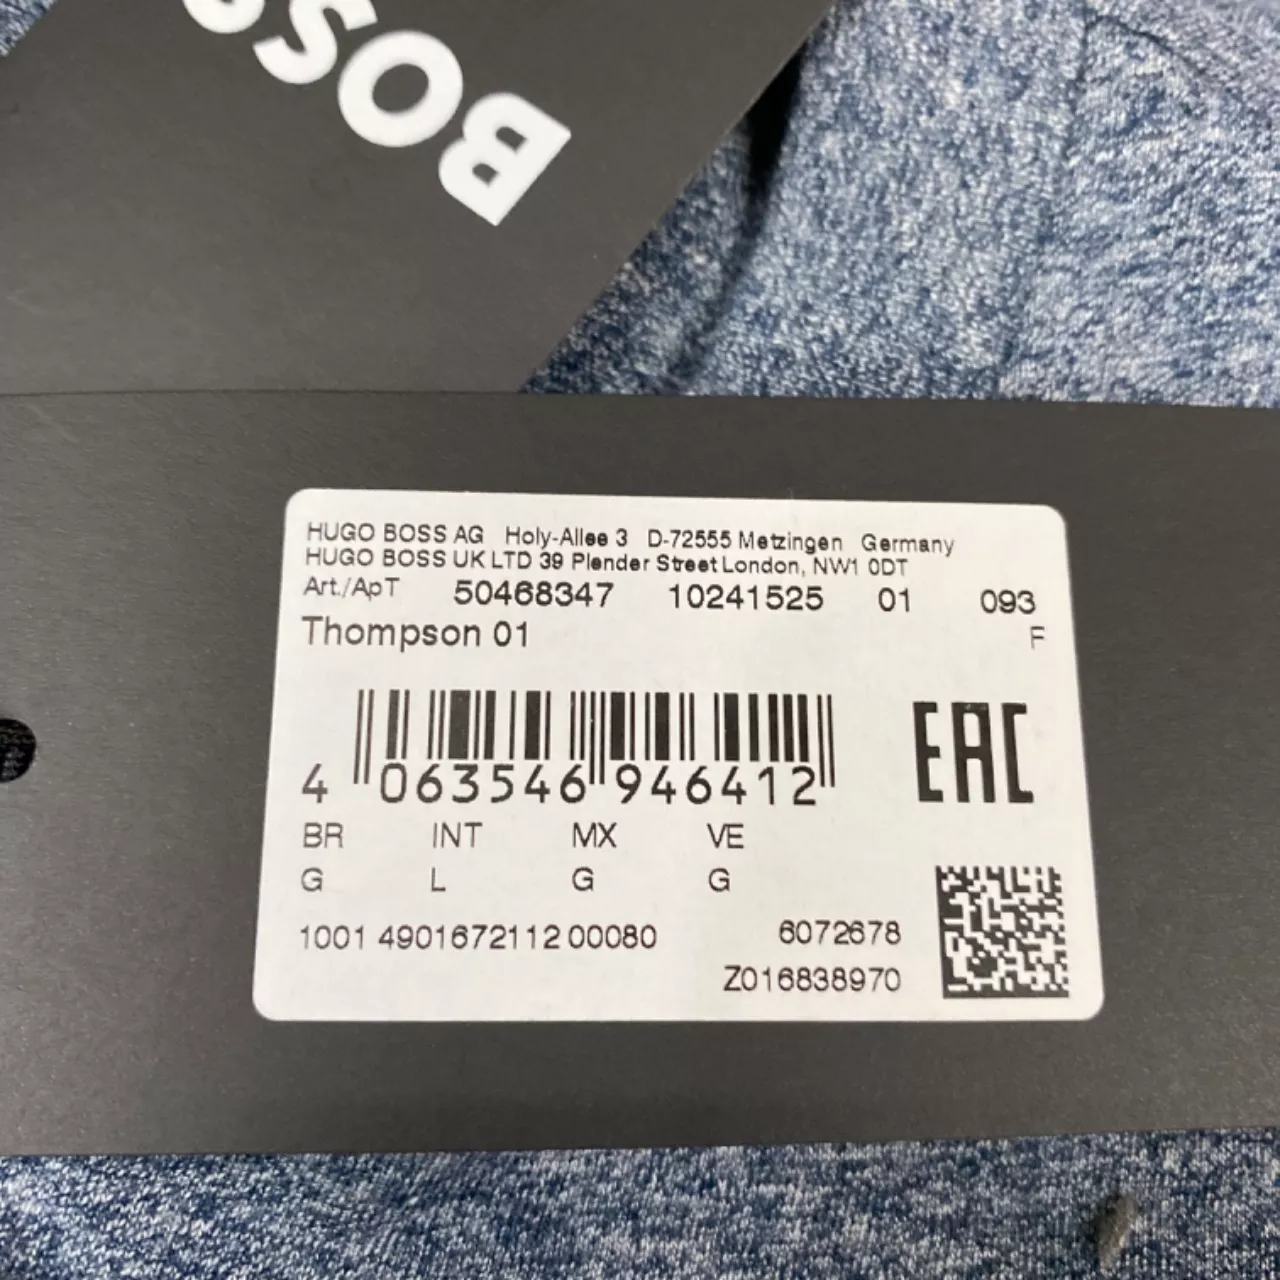 BOSS
HUGO BOSS AG Holy-Allee 3 D-72555 Metzingen Germany
HUGO BOSS UK LTD 39 Plender Street London, NW1 0DT
Art./ApT 50468347 10241525 01 093
Thompson 01 F
4 063546 946412
EAC
BR INT MX VE
G L G G
1001 4901672112 00080 6072678
Z016838970